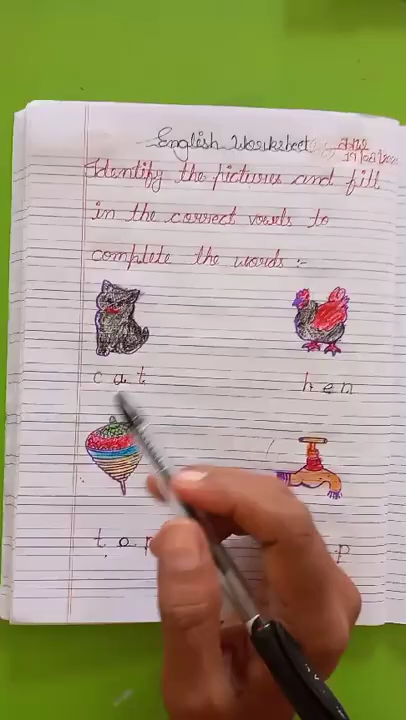 English Worksheet
Identify the pictures and fill
in the correct vowels to
complete the words :-
c a t
h e n
t o p
p